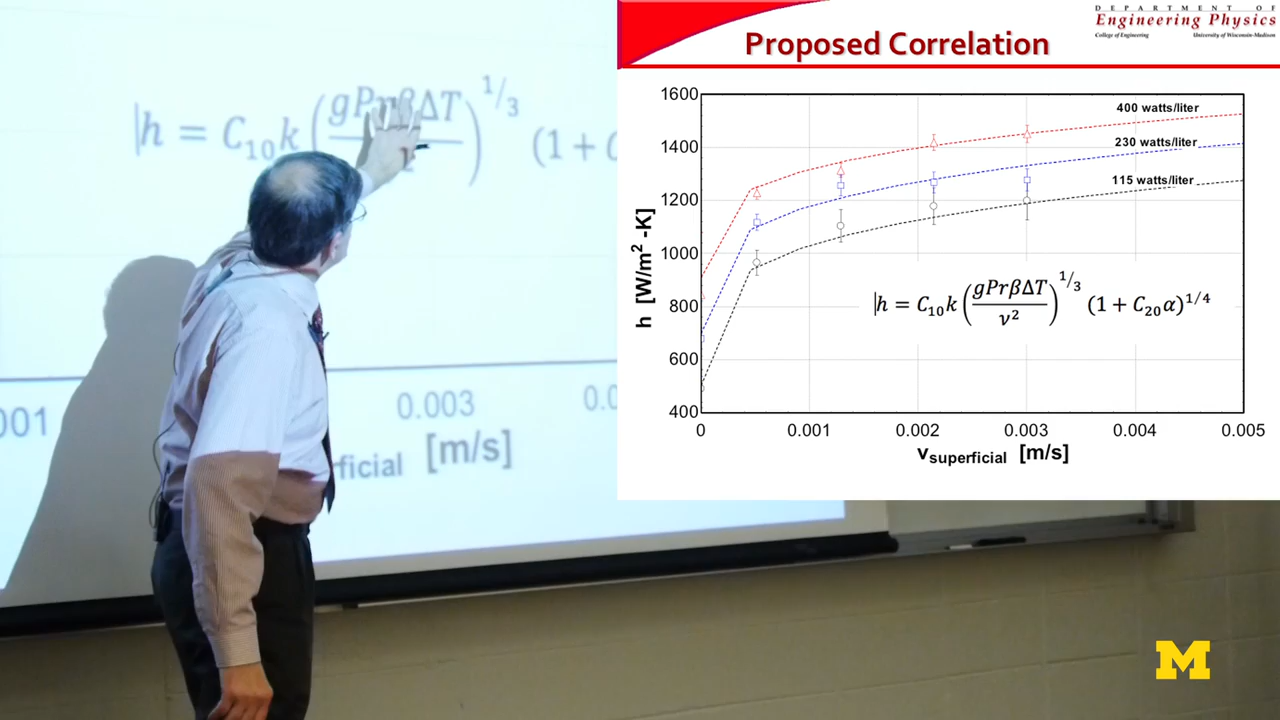 h = C₁₀k(gPrβΔT)^1/3 (1+C
001
0.003
0.0
rficial [m/s]
DEPARTMENT OF
Engineering Physics
College of Engineering University of Wisconsin-Madison
Proposed Correlation
1600
1400
1200
1000
800
600
400
h [W/m² -K]
400 watts/liter
230 watts/liter
115 watts/liter
|h = C₁₀k(gPrβΔT/ν²)^1/3 (1 + C₂₀α)^1/4
0 0.001 0.002 0.003 0.004 0.005
vsuperficial [m/s]
M